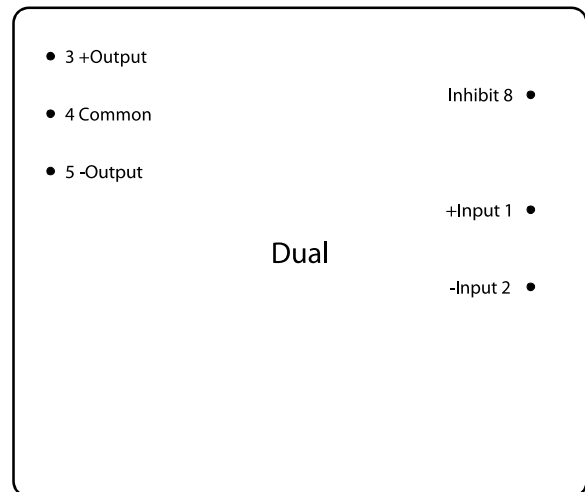 3 +Output
4 Common
5 -Output
Inhibit 8
+Input 1
-Input 2
Dual